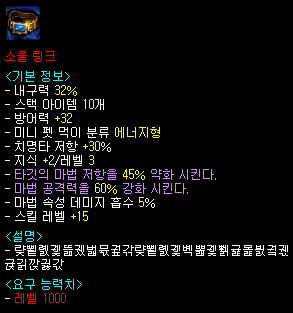 소울 링크
<기본 정보>
- 내구력 32%
- 스택 아이템 10개
- 방어력 +32
- 미니 펫 먹이 분류 에너지형
- 치명타 저항 +30%
- 지식 +2/레벨 3
- 타깃의 마법 저항을 45% 약화 시킨다.
- 마법 공격력을 60% 강화 시킨다.
- 마법 속성 데미지 흡수 5%
- 스킬 레벨 +15
<설명>
<요구 능력치>
- 레벨 1000